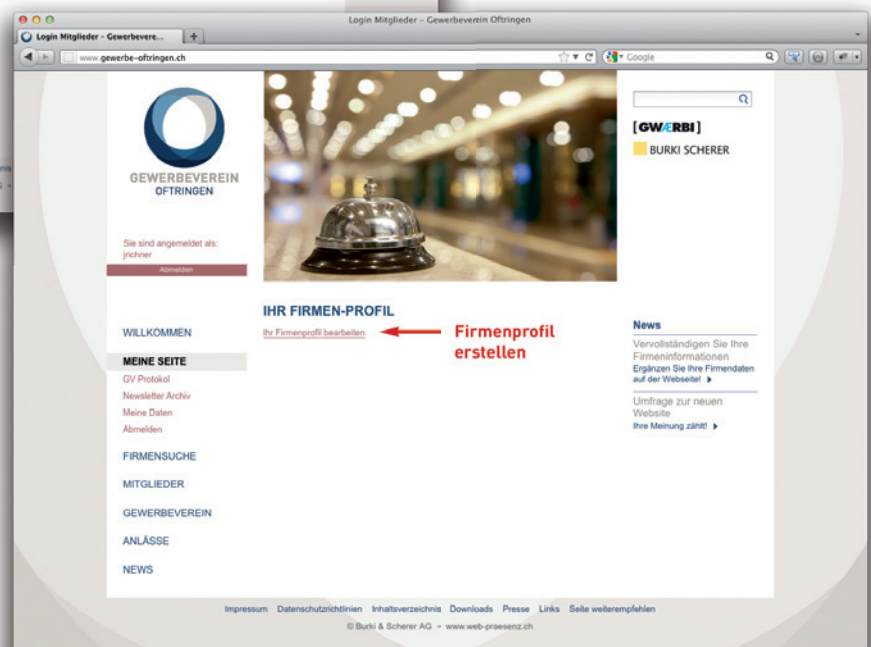 Login Mitglieder – Gewerbeverein Oftringen
Login Mitglieder – Gewerbevere...
www.gewerbe-oftringen.ch
Google
GEWERBEVEREIN
OFTRINGEN
Sie sind angemeldet als:
jrichner
Abmelden
WILLKOMMEN
MEINE SEITE
GV Protokol
Newsletter Archiv
Meine Daten
Abmelden
FIRMENSUCHE
MITGLIEDER
GEWERBEVEREIN
ANLÄSSE
NEWS
IHR FIRMEN-PROFIL
Ihr Firmenprofil bearbeiten
Firmenprofil
erstellen
[GWÆRBI]
BURKI SCHERER
News
Vervollständigen Sie Ihre
Firmeninformationen
Ergänzen Sie Ihre Firmendaten
auf der Webseite!
Umfrage zur neuen
Website
Ihre Meinung zählt!
Impressum Datenschutzrichtlinien Inhaltsverzeichnis Downloads Presse Links Seite weiterempfehlen
© Burki & Scherer AG – www.web-praesenz.ch